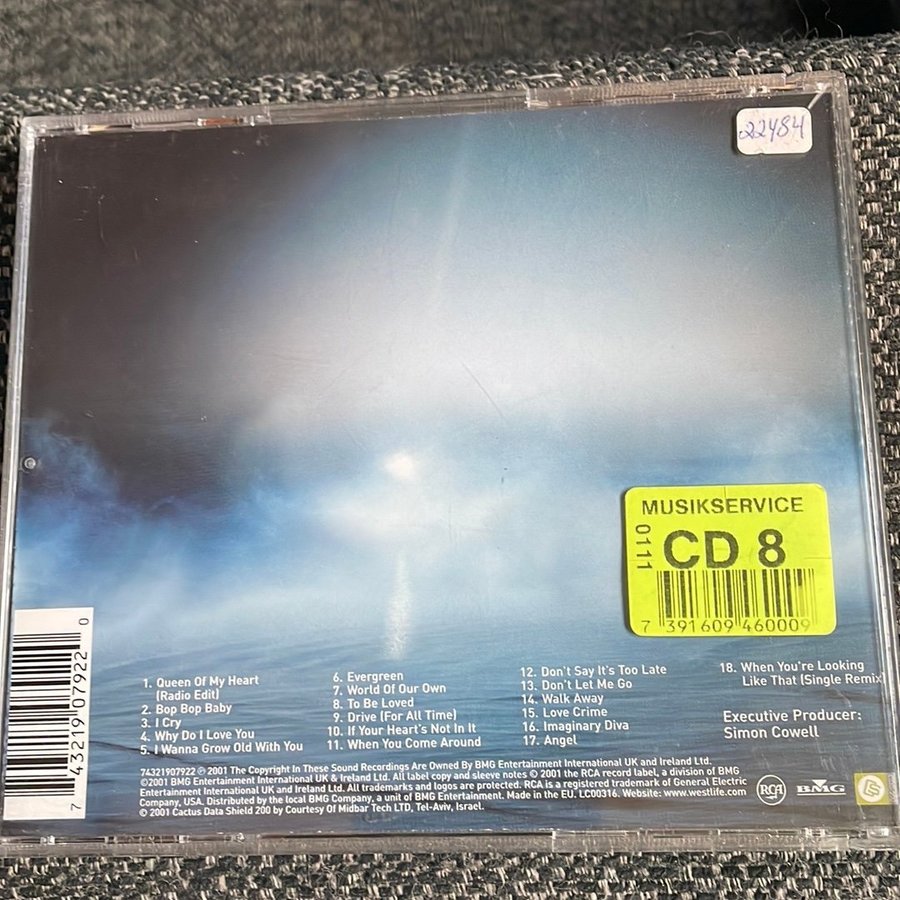 22484
MUSIKSERVICE
0111
CD 8
7 391609 460009
7 43219 07922 0
1. Queen Of My Heart
(Radio Edit)
2. Bop Bop Baby
3. I Cry
4. Why Do I Love You
5. I Wanna Grow Old With You
6. Evergreen
7. World Of Our Own
8. To Be Loved
9. Drive (For All Time)
10. If Your Heart's Not In It
11. When You Come Around
12. Don't Say It's Too Late
13. Don't Let Me Go
14. Walk Away
15. Love Crime
16. Imaginary Diva
17. Angel
18. When You're Looking
Like That (Single Remix)
Executive Producer:
Simon Cowell
74321907922 ℗ 2001 The Copyright In These Sound Recordings Are Owned By BMG Entertainment International UK and Ireland Ltd.
©2001 BMG Entertainment International UK & Ireland Ltd. All label copy and sleeve notes © 2001 the RCA record label, a division of BMG
Entertainment International UK and Ireland Ltd. All trademarks and logos are protected. RCA is a registered trademark of General Electric
Company, USA. Distributed by the local BMG Company, a unit of BMG Entertainment. Made in the EU. LC00316. Website: www.westlife.com
© 2001 Cactus Data Shield 200 by Courtesy Of Midbar Tech LTD, Tel-Aviv, Israel.
RCA
BMG